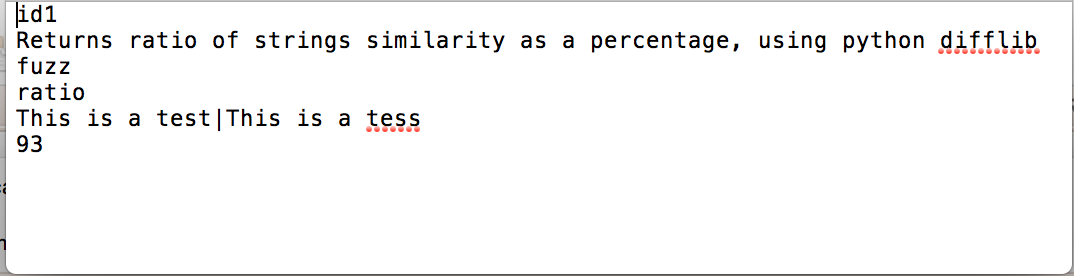 id1
Returns ratio of strings similarity as a percentage, using python difflib
fuzz
ratio
This is a test|This is a tess
93